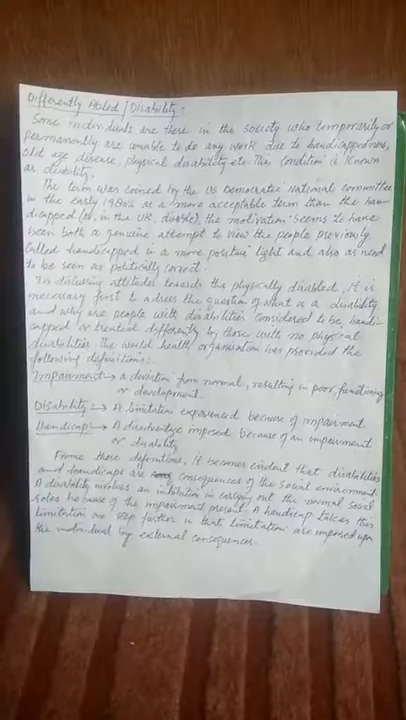 Differently Abled / Disability :
Some individuals are there in the society who temporarily or
permanently are unable to do any work due to handicappedness,
old age disease, physical disability etc. This condition is known
as disability.
The term was coined by the US Democratic National committee
in the early 1980s as a more acceptable term than the han-
dicapped (or, in the UK, disable), the motivation seems to have
been both a genuine attempt to view the people previously
called handicapped in a more positive light and also as need
to be seen as politically correct.
In discussing attitudes towards the physically disabled, it is
necessary first to adress the question of what is a disability
and why are people with disabilities considered to be handi-
capped or treated differently by those with no physical
disabilities. The world health organisation has provided the
following definitions:
Impairment → a deviation from normal, resulting in poor functioning
or development.
Disability :→ A limitation experienced because of impairment.
Handicap :→ A disadvantage imposed because of an impairment
or disability
From these definitions, it becomes evident that disabilities
and handicaps are consequences of the social environment.
A disability involves an inhibition in carrying out the normal social
roles because of the impairment present. A handicap takes this
limitation one step further in that limitation are imposed upon
the individual by external consequences.